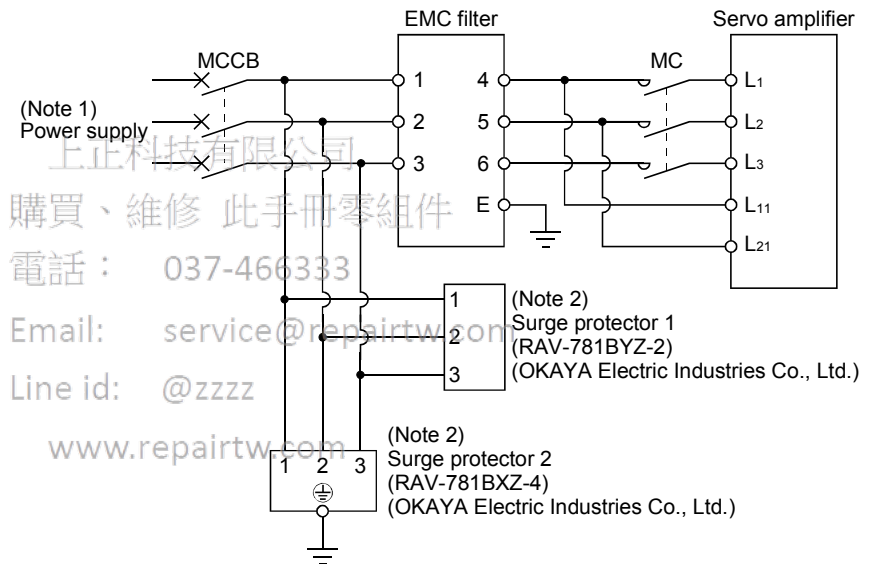 EMC filter
Servo amplifier
MCCB
MC
1
4
L1
(Note 1)
Power supply
2
5
L2
3
6
L3
E
L11
L21
上正科技有限公司
購買、維修 此手冊零組件
電話： 037-466333
Email: service@repairtw.com
Line id: @zzzz
www.repairtw.com
1
2
3
(Note 2)
Surge protector 1
(RAV-781BYZ-2)
(OKAYA Electric Industries Co., Ltd.)
1 2 3
(Note 2)
Surge protector 2
(RAV-781BXZ-4)
(OKAYA Electric Industries Co., Ltd.)